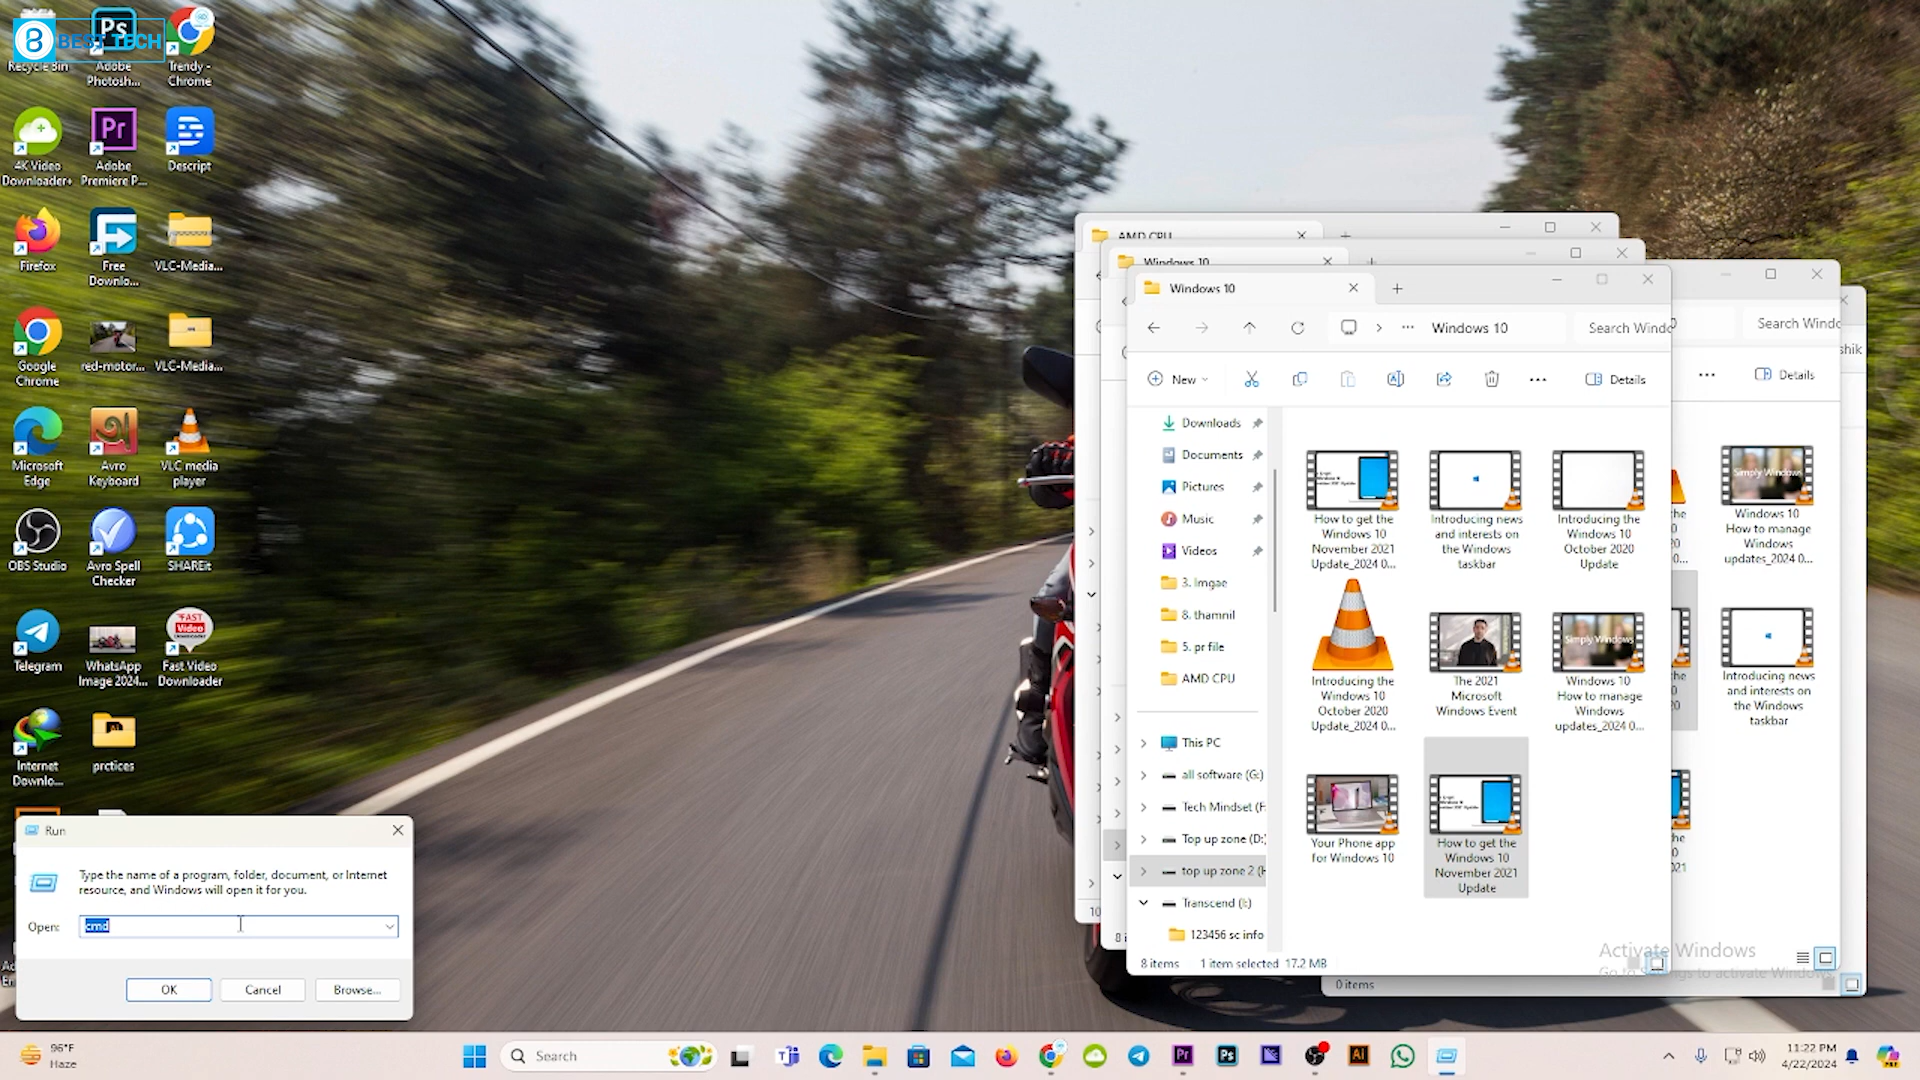 8 BEST TECH
Recycle Bin
Adobe
Photosh...
Trendy -
Chrome
4K Video
Downloader+
Adobe
Premiere P...
Descript
Firefox
Free
Downlo...
VLC-Media...
Google
Chrome
red-motor...
VLC-Media...
Microsoft
Edge
Avro
Keyboard
VLC media
player
OBS Studio
Avro Spell
Checker
SHAREit
Telegram
WhatsApp
Image 2024...
Fast Video
Downloader
Internet
Downlo...
prctices
Run
Type the name of a program, folder, document, or Internet
resource, and Windows will open it for you.
Open: cmd
OK Cancel Browse...
AMD CPU
Windows 10
Windows 10
Windows 10
Search Windo
Search Windo
New
Details
Details
Downloads
Documents
Pictures
Music
Videos
3. Imgae
8. thamnil
5. pr file
AMD CPU
This PC
all software (G:)
Tech Mindset (F:
Top up zone (D:)
top up zone 2 (H
Transcend (I:)
123456 sc info
How to get the
Windows 10
November 2021
Update_2024 0...
Introducing news
and interests on
the Windows
taskbar
Introducing the
Windows 10
October 2020
Update
Introducing the
Windows 10
October 2020
Update_2024 0...
The 2021
Microsoft
Windows Event
Simply Windows
Windows 10
How to manage
Windows
updates_2024 0...
Your Phone app
for Windows 10
How to get the
Windows 10
November 2021
Update
Simply Windows
Windows 10
How to manage
Windows
updates_2024 0...
Introducing news
and interests on
the Windows
taskbar
8 items 1 item selected 17.2 MB
0 items
Activate Windows
Go to Settings to activate Windows
96°F
Haze
Search
11:22 PM
4/22/2024